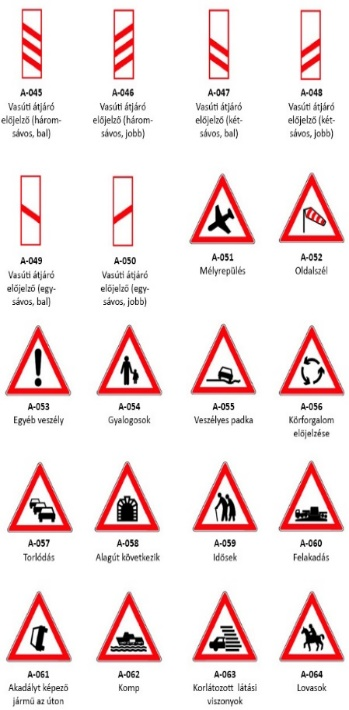 A-045
Vasúti átjáró
előjelző (három-
sávos, bal)
A-046
Vasúti átjáró
előjelző (három-
sávos, jobb)
A-047
Vasúti átjáró
előjelző (két-
sávos, bal)
A-048
Vasúti átjáró
előjelző (két-
sávos, jobb)
A-049
Vasúti átjáró
előjelző (egy-
sávos, bal)
A-050
Vasúti átjáró
előjelző (egy-
sávos, jobb)
A-051
Mélyrepülés
A-052
Oldalszél
A-053
Egyéb veszély
A-054
Gyalogosok
A-055
Veszélyes padka
A-056
Körforgalom
előjelzése
A-057
Torlódás
A-058
Alagút következik
A-059
Idősek
A-060
Felakadás
A-061
Akadályt képező
jármű az úton
A-062
Komp
A-063
Korlátozott látási
viszonyok
A-064
Lovasok